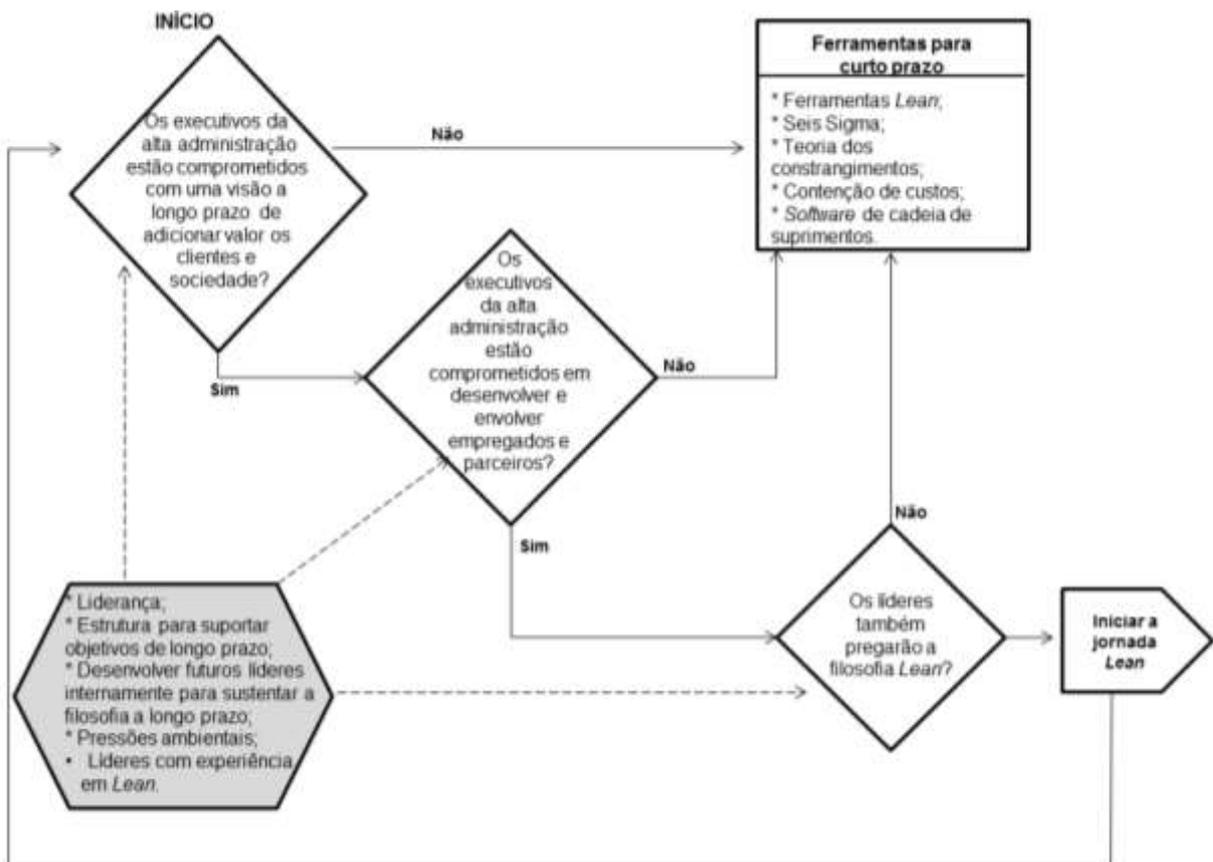 INÍCIO
Os executivos da
alta administração
estão comprometidos
com uma visão a
longo prazo de
adicionar valor os
clientes e
sociedade?
Não
Sim
Ferramentas para
curto prazo
* Ferramentas Lean;
* Seis Sigma;
* Teoria dos
constrangimentos;
* Contenção de custos;
* Software de cadeia de
suprimentos.
Os
executivos
da alta
administração
estão
comprometidos em
desenvolver e
envolver
empregados e
parceiros?
Não
Sim
Não
Os líderes
também
pregarão a
filosofia Lean?
Iniciar a
jornada
Lean
* Liderança;
* Estrutura para suportar
objetivos de longo prazo;
* Desenvolver futuros líderes
internamente para sustentar a
filosofia a longo prazo;
* Pressões ambientais;
• Líderes com experiência
em Lean.